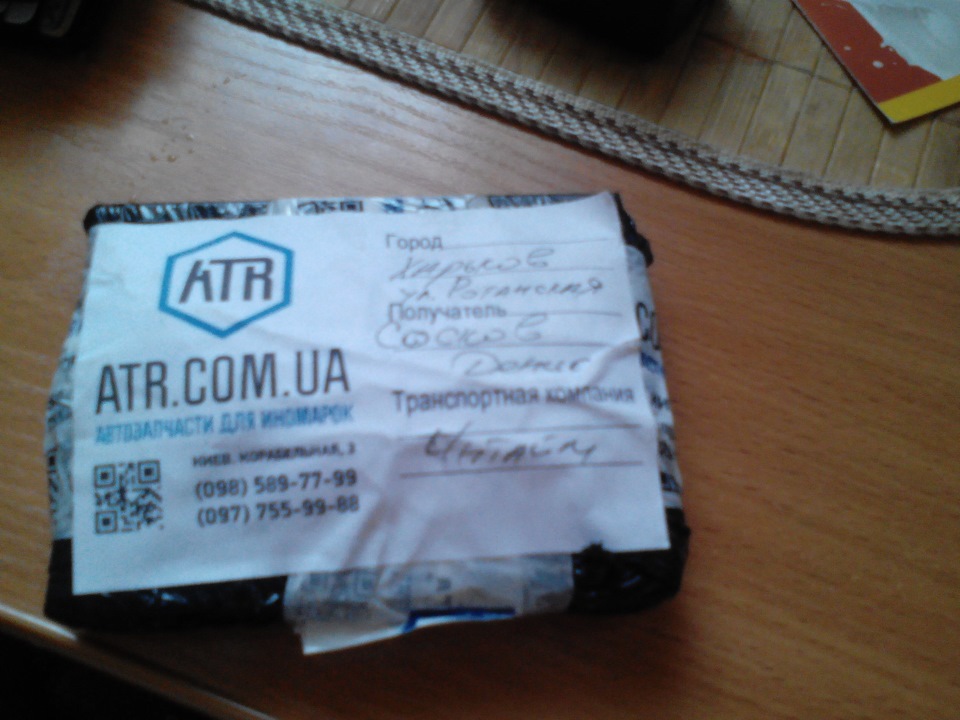 ATR
ATR.COM.UA
АВТОЗАПЧАСТИ ДЛЯ ИНОМАРОК
КИЕВ. КОРАБЕЛЬНАЯ, 3
(098) 589-77-99
(097) 755-99-88
Город
Харьков
ул.
Получатель
Сосков
Транспортная компания
Интайм